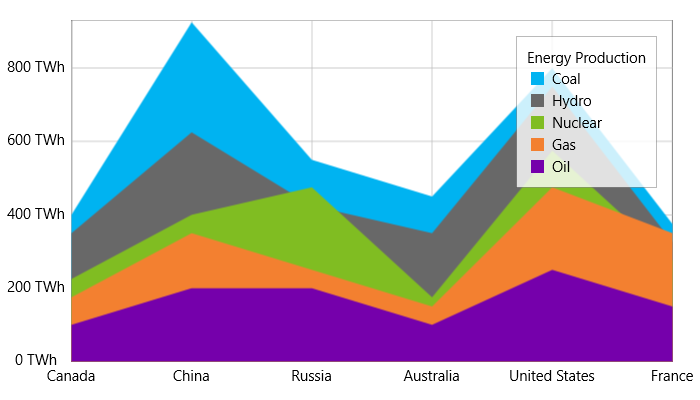 800 TWh
600 TWh
400 TWh
200 TWh
0 TWh
Canada
China
Russia
Australia
United States
France
Energy Production
Coal
Hydro
Nuclear
Gas
Oil